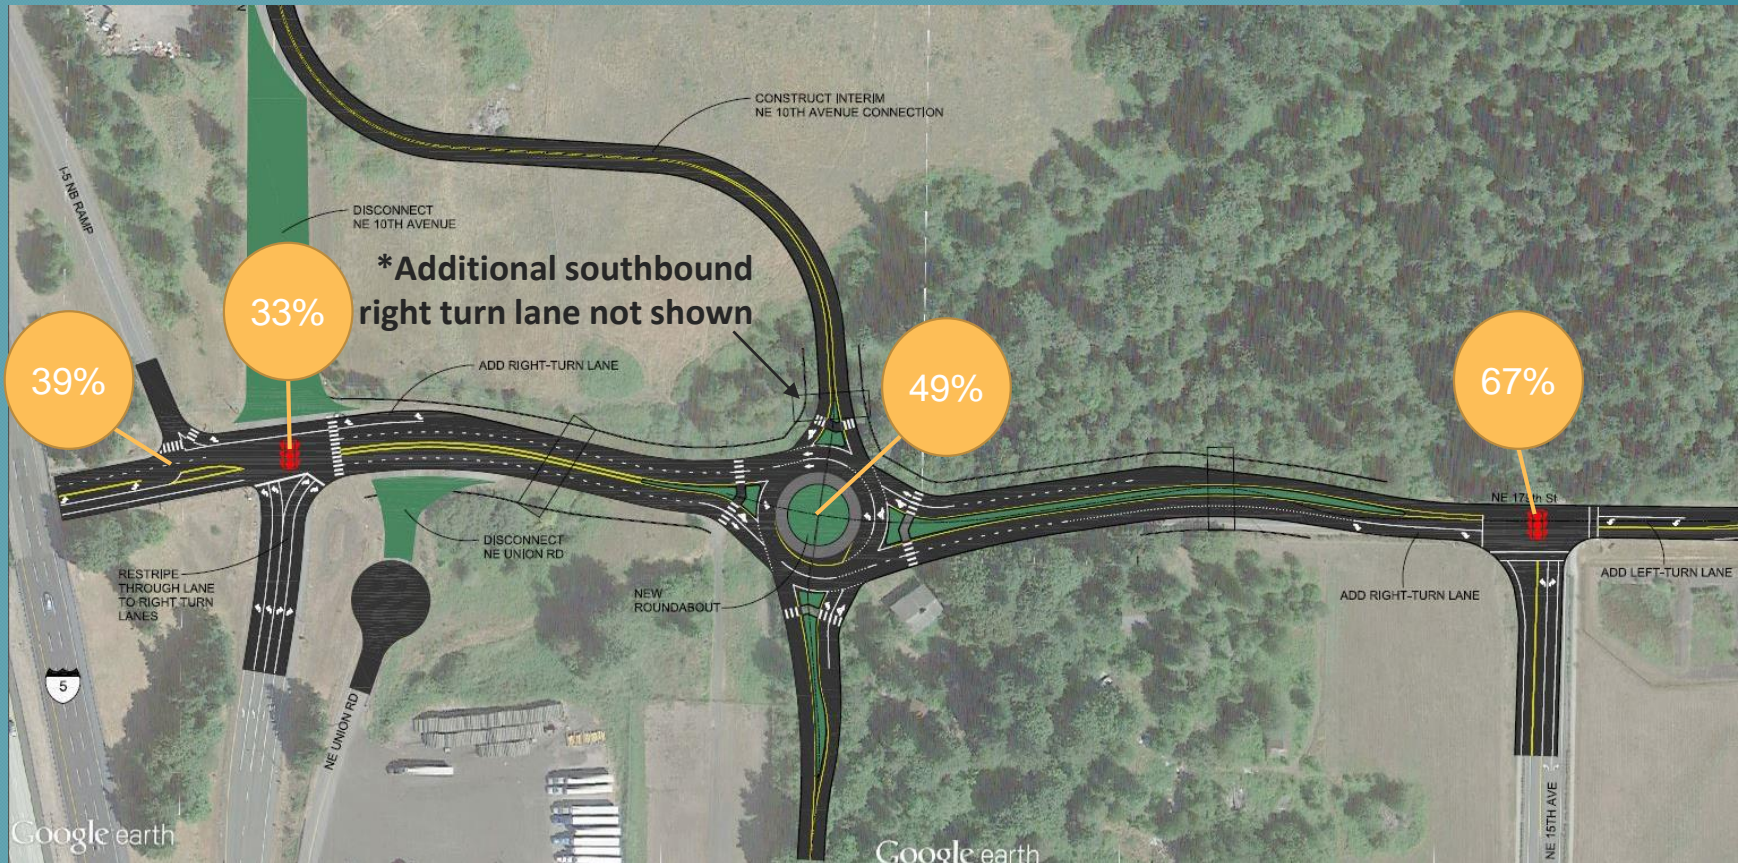 CONSTRUCT INTERIM
NE 10TH AVENUE CONNECTION
I-5 NB RAMP
DISCONNECT
NE 10TH AVENUE
*Additional southbound
right turn lane not shown
33%
39%
ADD RIGHT-TURN LANE
49%
67%
NE 179th St
DISCONNECT
NE UNION RD
RESTRIPE
THROUGH LANE
TO RIGHT TURN
LANES
NEW
ROUNDABOUT
ADD RIGHT-TURN LANE
ADD LEFT-TURN LANE
5
NE UNION RD
NE 15TH AVE
Google earth
Google earth